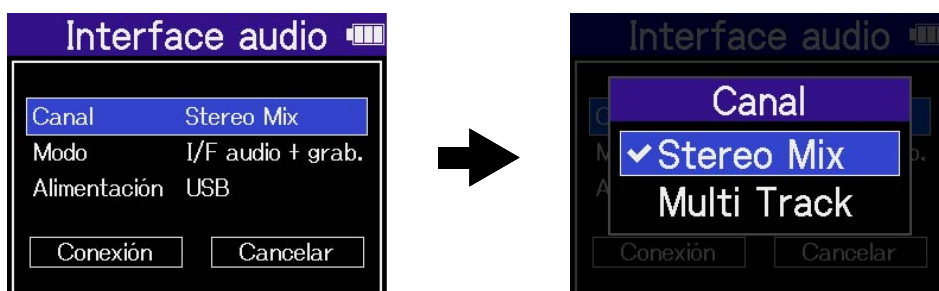 Interface audio
Canal Stereo Mix
Modo I/F audio + grab.
Alimentación USB
Conexión Cancelar
Interface audio
Canal
Stereo Mix
Multi Track
Conexión Cancelar